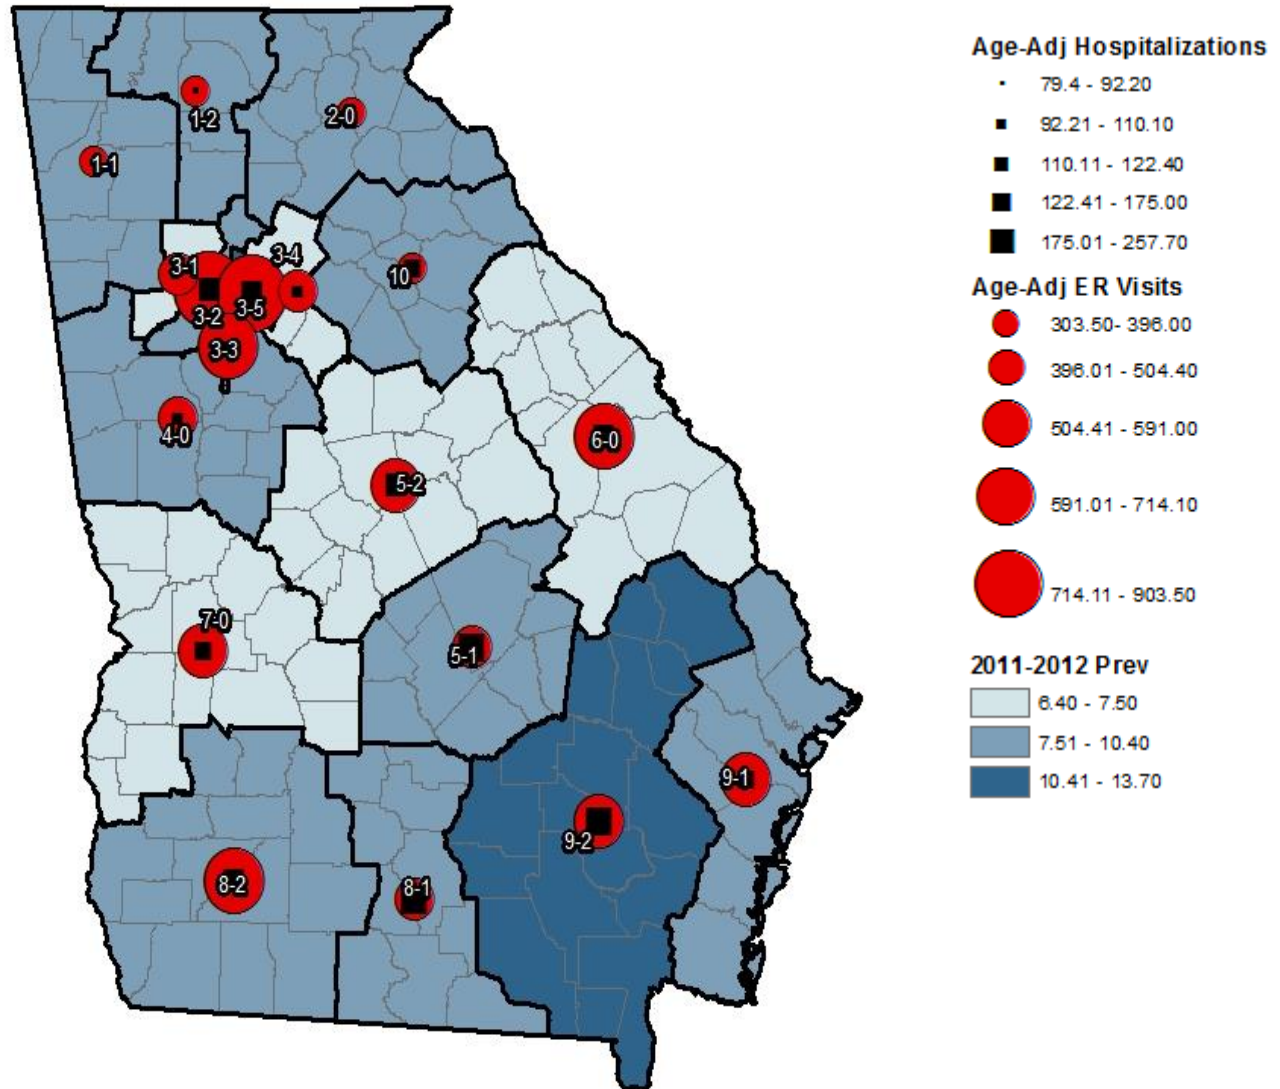 1-2
2-0
1-1
3-4
3-1
10
3-2
3-5
3-3
4-0
6-0
5-2
7-0
5-1
9-1
9-2
8-2
8-1
Age-Adj Hospitalizations
79.4 - 92.20
92.21 - 110.10
110.11 - 122.40
122.41 - 175.00
175.01 - 257.70
Age-Adj ER Visits
303.50- 396.00
396.01 - 504.40
504.41 - 591.00
591.01 - 714.10
714.11 - 903.50
2011-2012 Prev
6.40 - 7.50
7.51 - 10.40
10.41 - 13.70